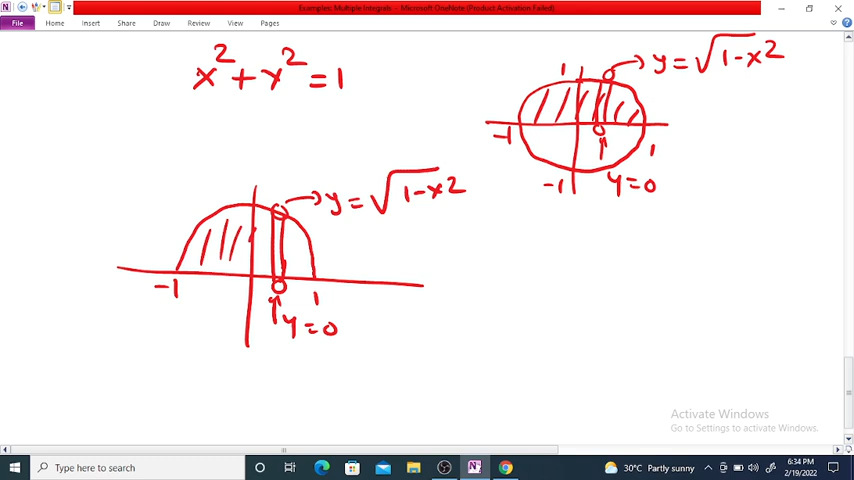 Examples: Multiple Integrals - Microsoft OneNote (Product Activation Failed)
File Home Insert Share Draw Review Pages View
x² + y² = 1
y = √1-x²
1
-1
1
-1
y = 0
y = √1-x²
-1
1
y = 0
Activate Windows
Go to Settings to activate Windows.
Type here to search
30°C Partly sunny
6:34 PM
2/19/2022